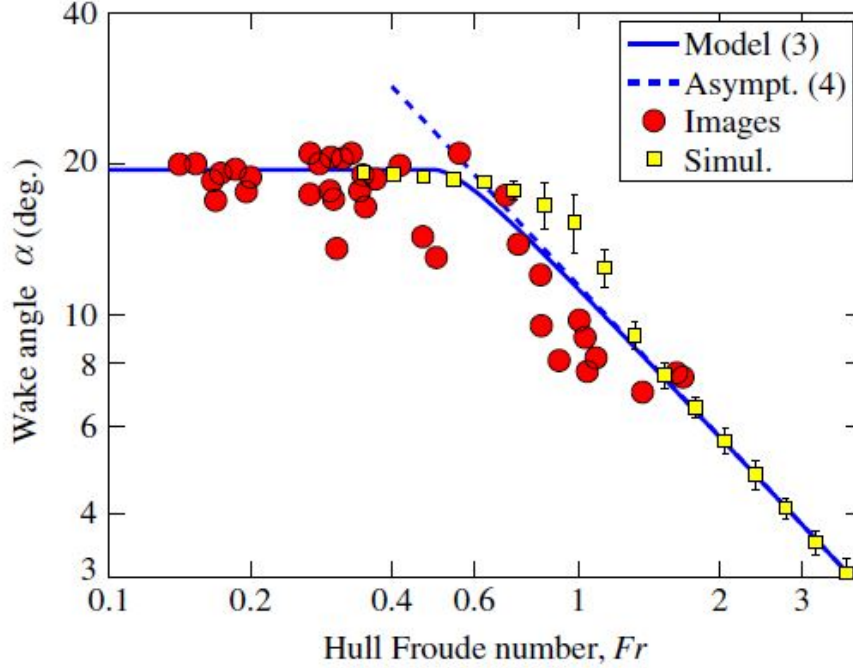 40
20
10
8
6
4
3
0.1
0.2
0.4
0.6
1
2
3
Wake angle α (deg.)
Hull Froude number, Fr
Model (3)
Asympt. (4)
Images
Simul.